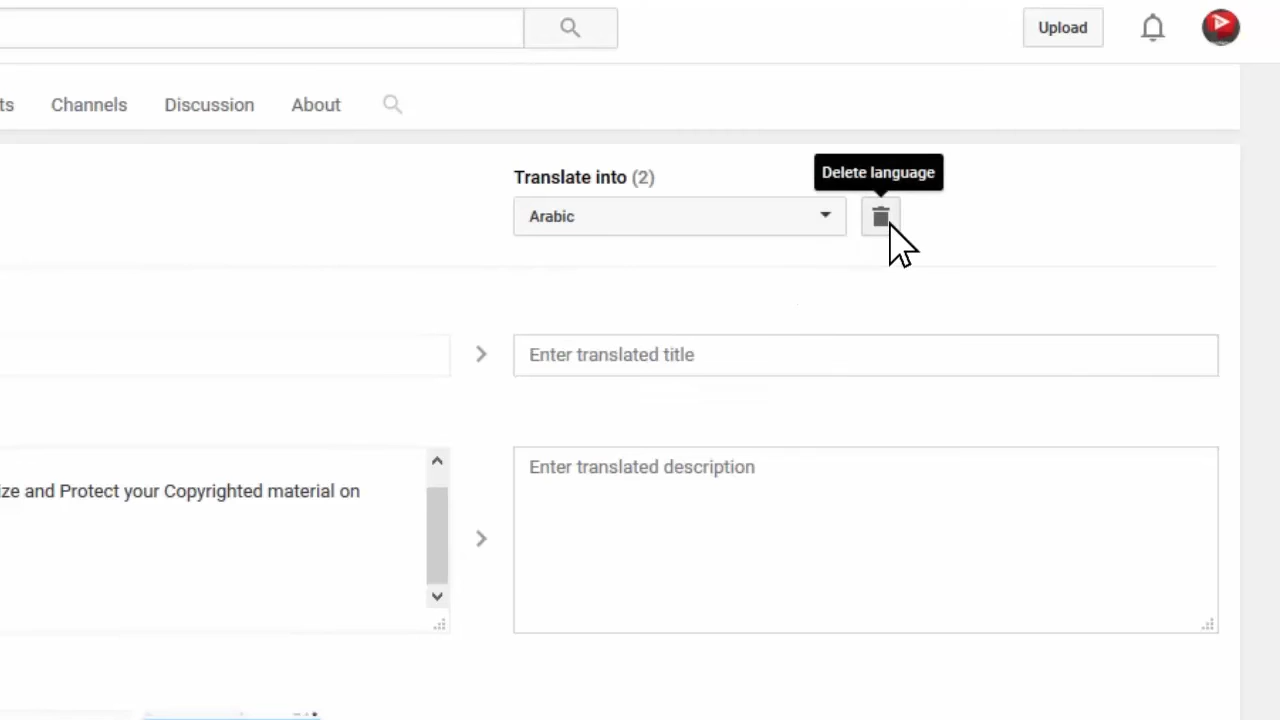 Upload
ts Channels Discussion About
Translate into (2)
Delete language
Arabic
Enter translated title
Enter translated description
ize and Protect your Copyrighted material on